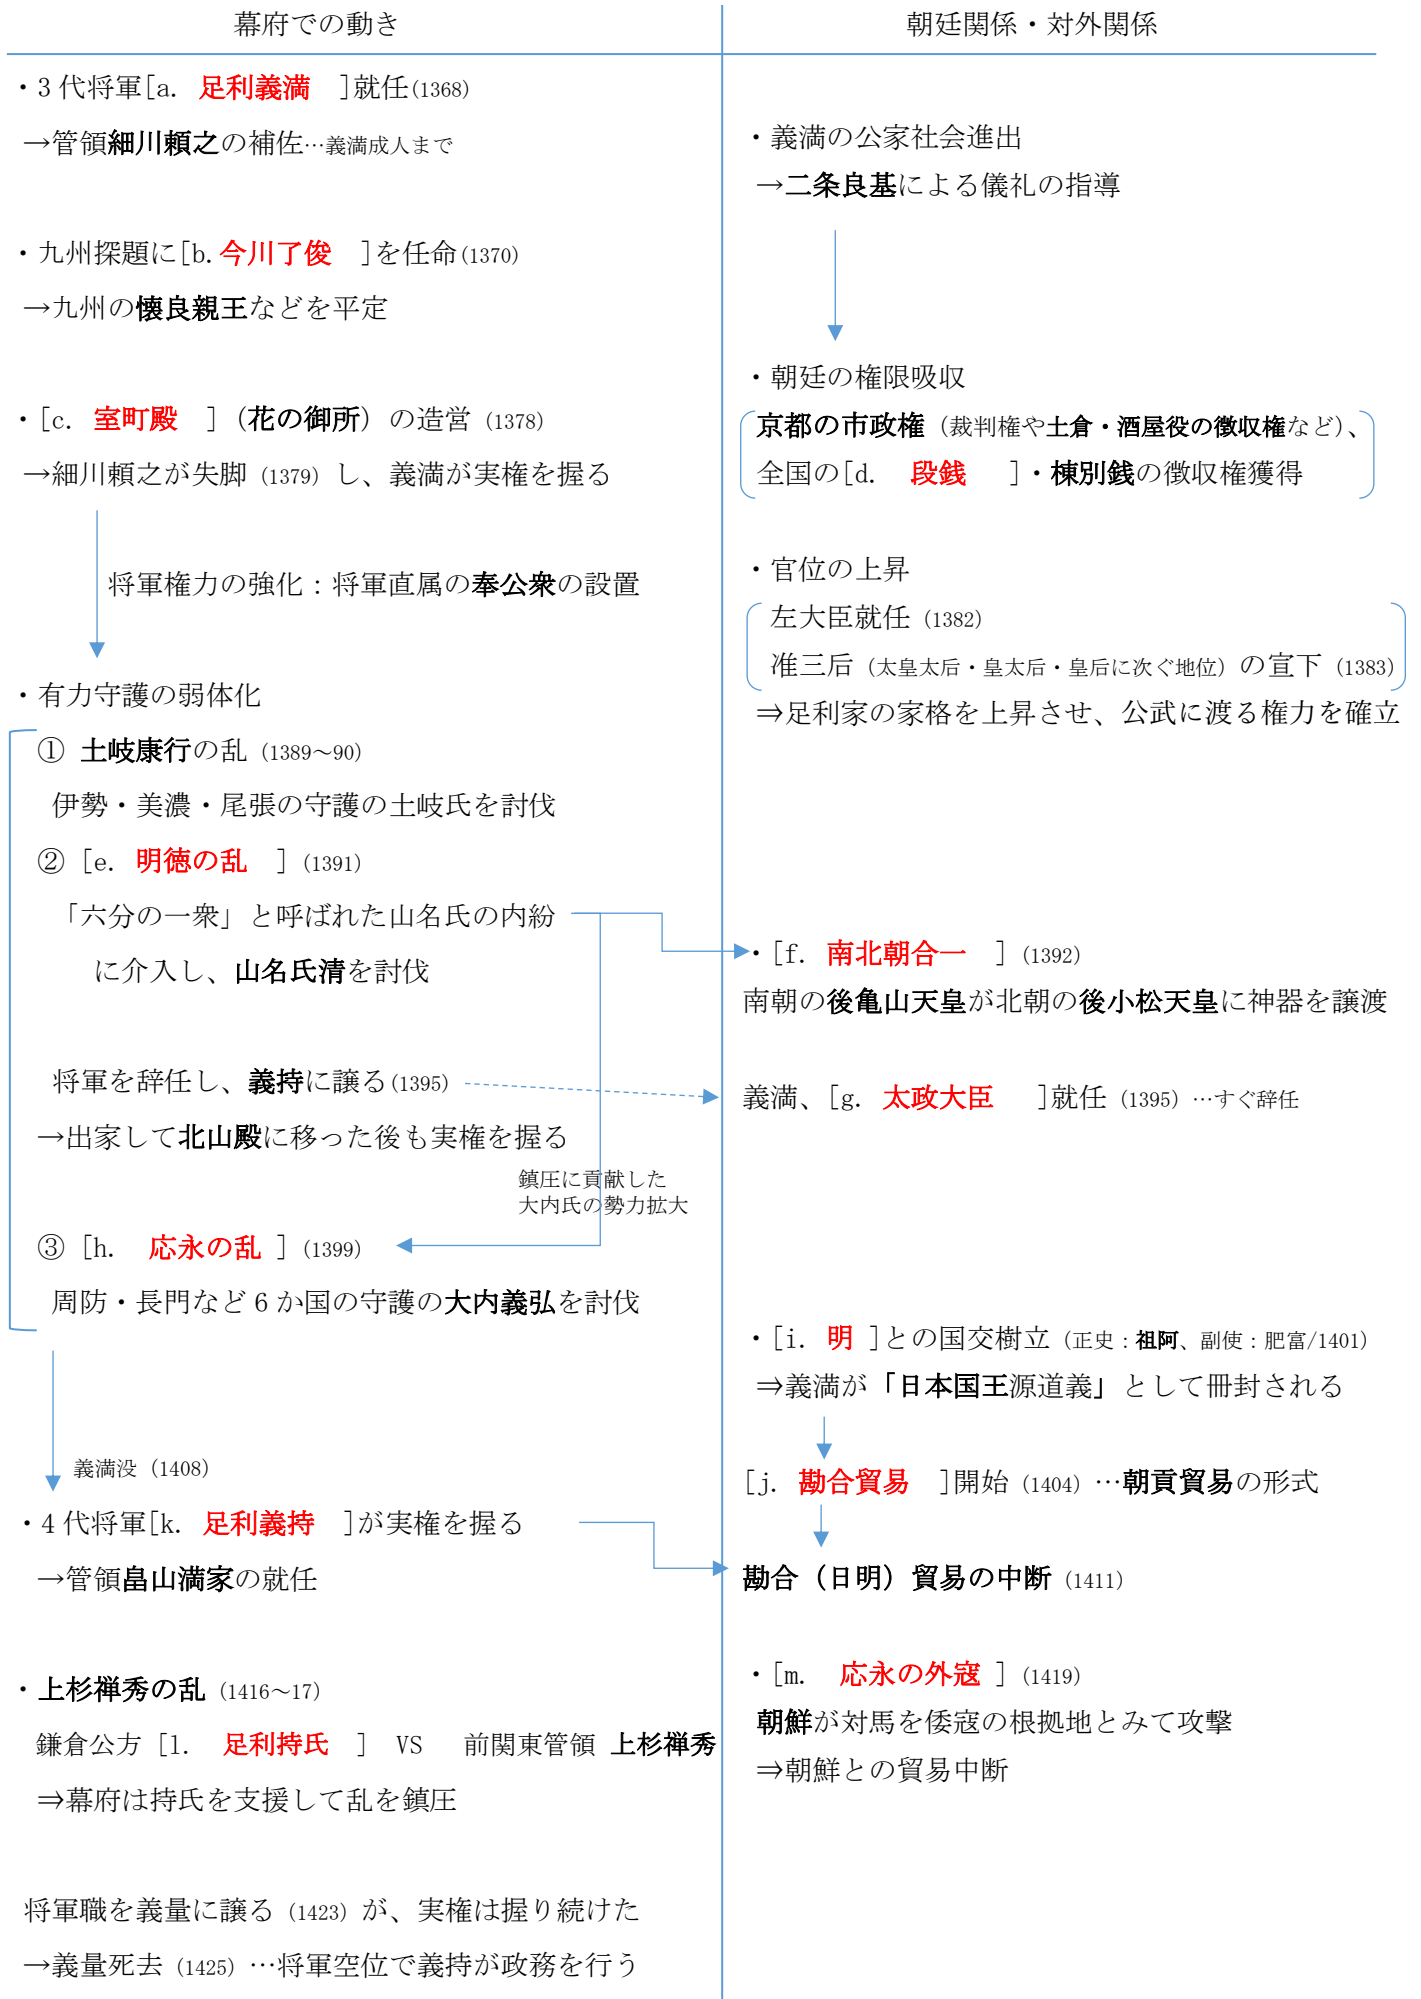 幕府での動き
・3代将軍[a. 足利義満 ]就任(1368)
→管領細川頼之の補佐…義満成人まで
・九州探題に[b.今川了俊 ]を任命(1370)
→九州の懐良親王などを平定
・[c. 室町殿 ](花の御所)の造営(1378)
→細川頼之が失脚(1379)し、義満が実権を握る
将軍権力の強化：将軍直属の奉公衆の設置
・有力守護の弱体化
① 土岐康行の乱(1389～90)
伊勢・美濃・尾張の守護の土岐氏を討伐
② [e. 明徳の乱 ](1391)
「六分の一衆」と呼ばれた山名氏の内紛
に介入し、山名氏清を討伐
将軍を辞任し、義持に譲る(1395)
→出家して北山殿に移った後も実権を握る
鎮圧に貢献した
大内氏の勢力拡大
③ [h. 応永の乱 ](1399)
周防・長門など6か国の守護の大内義弘を討伐
義満没(1408)
・4代将軍[k. 足利義持 ]が実権を握る
→管領畠山満家の就任
・上杉禅秀の乱(1416～17)
鎌倉公方 [l. 足利持氏 ] VS 前関東管領 上杉禅秀
⇒幕府は持氏を支援して乱を鎮圧
将軍職を義量に譲る(1423)が、実権は握り続けた
→義量死去(1425)…将軍空位で義持が政務を行う
朝廷関係・対外関係
・義満の公家社会進出
→二条良基による儀礼の指導
・朝廷の権限吸収
京都の市政権(裁判権や土倉・酒屋役の徴収権など)、
全国の[d. 段銭 ]・棟別銭の徴収権獲得
・官位の上昇
左大臣就任(1382)
准三后(太皇太后・皇太后・皇后に次ぐ地位)の宣下(1383)
⇒足利家の家格を上昇させ、公武に渡る権力を確立
・[f. 南北朝合一 ](1392)
南朝の後亀山天皇が北朝の後小松天皇に神器を譲渡
義満、[g. 太政大臣 ]就任(1395)…すぐ辞任
・[i. 明 ]との国交樹立(正史：祖阿、副使：肥富/1401)
⇒義満が「日本国王源道義」として冊封される
[j. 勘合貿易 ]開始(1404)…朝貢貿易の形式
勘合(日明)貿易の中断(1411)
・[m. 応永の外寇 ](1419)
朝鮮が対馬を倭寇の根拠地とみて攻撃
⇒朝鮮との貿易中断